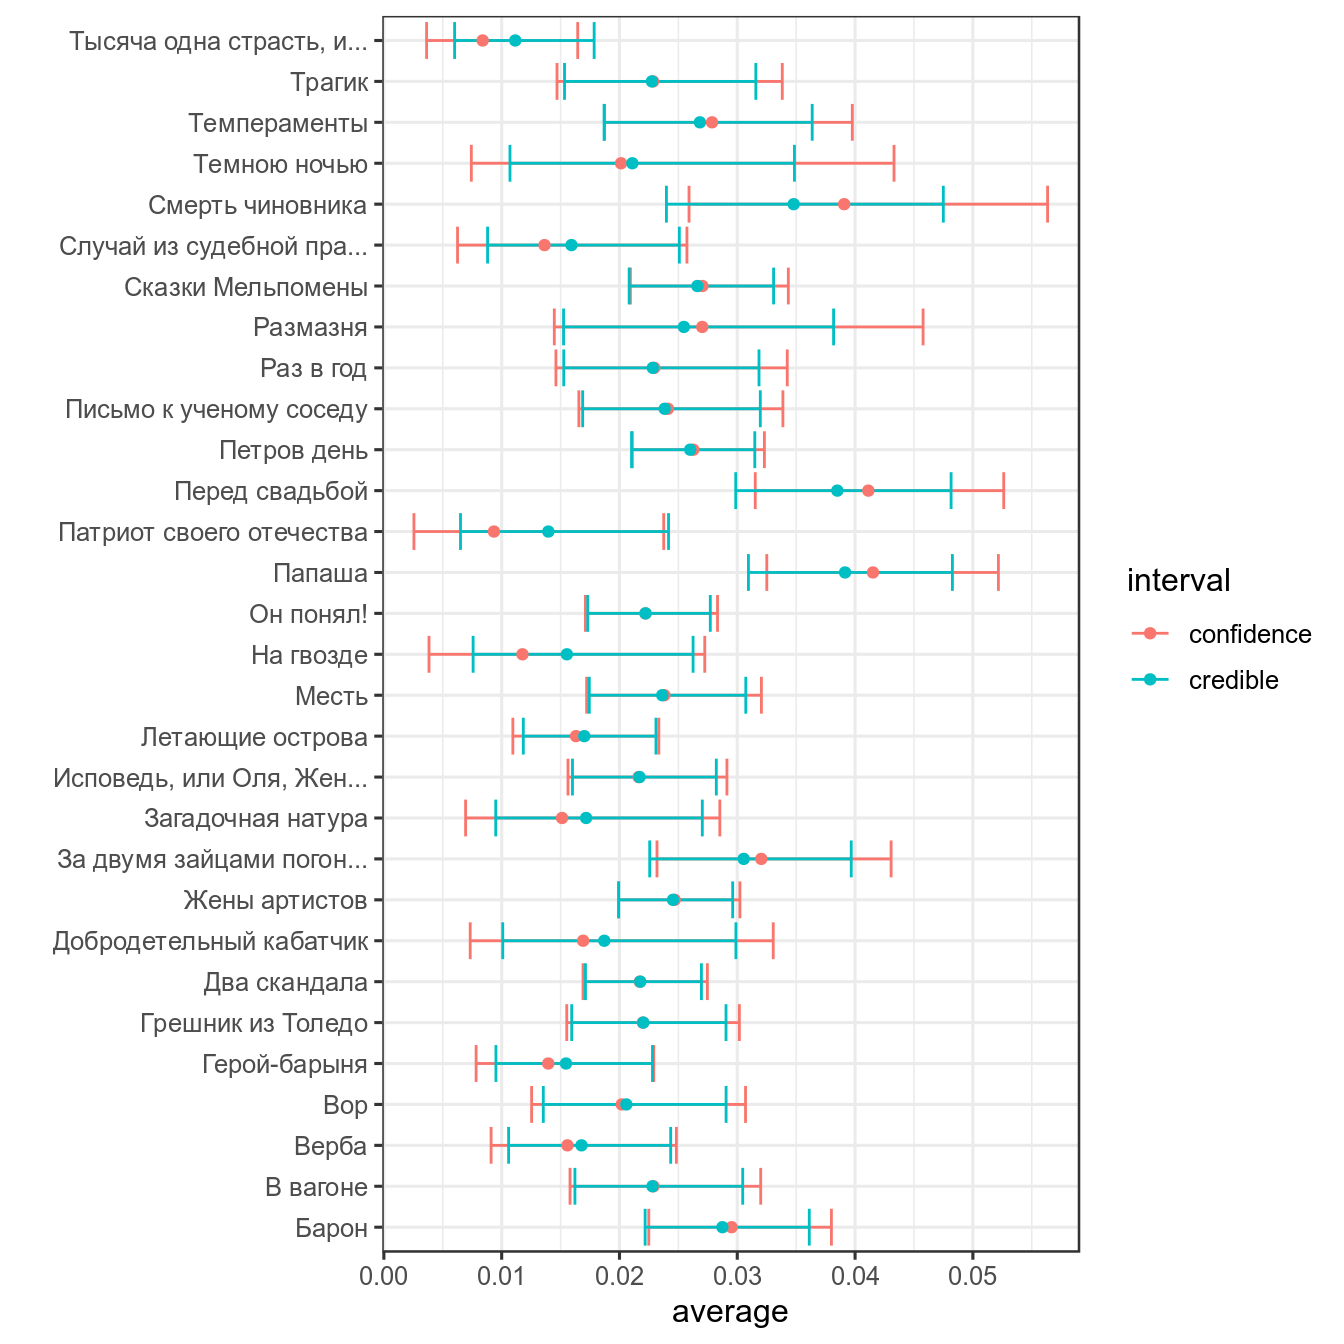 Тысяча одна страсть, и...
Трагик
Темпераменты
Темною ночью
Смерть чиновника
Случай из судебной пра...
Сказки Мельпомены
Размазня
Раз в год
Письмо к ученому соседу
Петров день
Перед свадьбой
Патриот своего отечества
Папаша
Он понял!
На гвозде
Месть
Летающие острова
Исповедь, или Оля, Жен...
Загадочная натура
За двумя зайцами погон...
Жены артистов
Добродетельный кабатчик
Два скандала
Грешник из Толедо
Герой-барыня
Вор
Верба
В вагоне
Барон
0.00 0.01 0.02 0.03 0.04 0.05
average
interval
confidence
credible